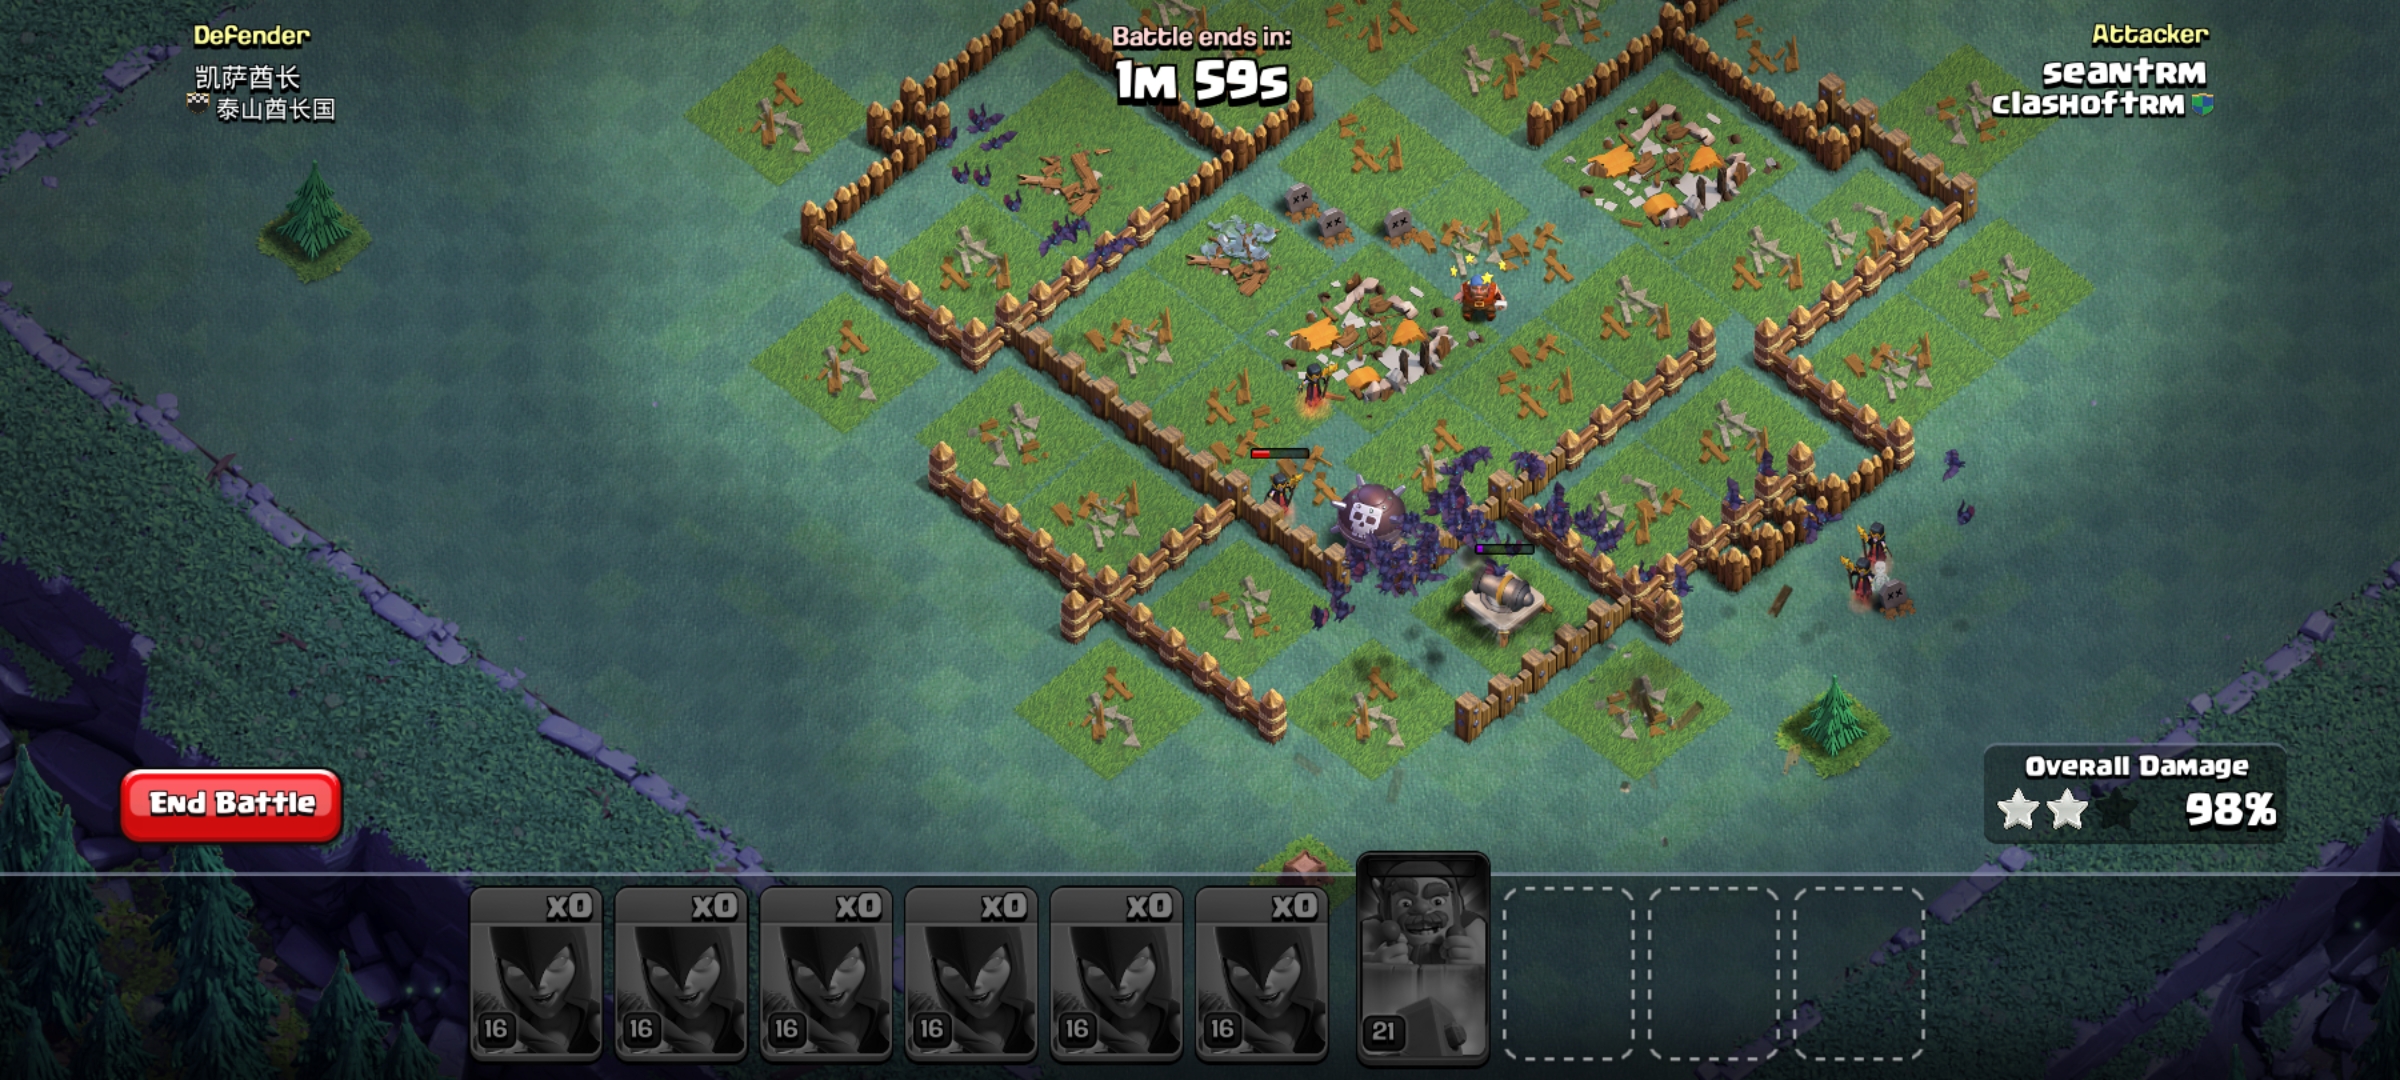 Defender
凯萨酋长
泰山酋长国
Battle ends in:
1M 59s
Attacker
seantRM
clashoftRM
End Battle
Overall Damage
98%
x0
x0
x0
x0
x0
x0
16
16
16
16
16
16
21